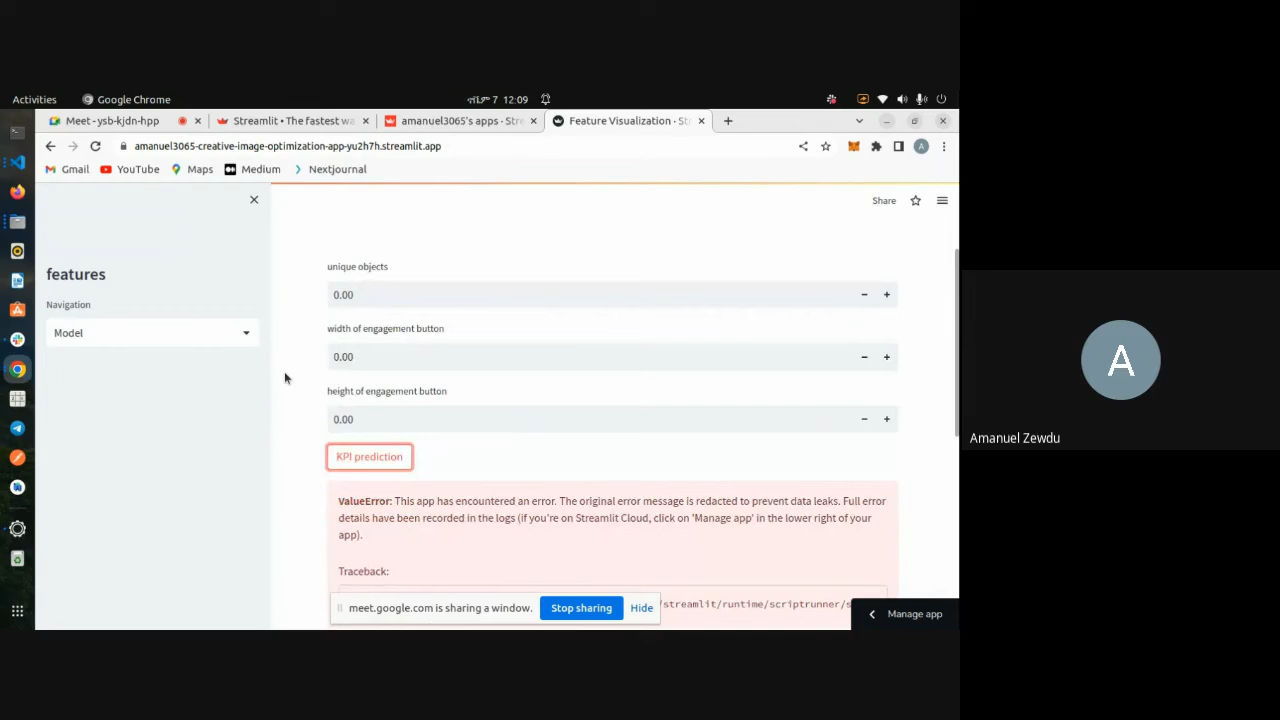 Activities
Google Chrome
12:09
Meet - ysb-kjdn-hpp
Streamlit • The fastest wa
amanuel3065's apps · Stre
Feature Visualization · St
amanuel3065-creative-image-optimization-app-yu2h7h.streamlit.app
Gmail
YouTube
Maps
Medium
Nextjournal
Share
features
Navigation
Model
unique objects
0.00
width of engagement button
0.00
height of engagement button
0.00
KPI prediction
ValueError: This app has encountered an error. The original error message is redacted to prevent data leaks. Full error
details have been recorded in the logs (if you're on Streamlit Cloud, click on 'Manage app' in the lower right of your
app).
Traceback:
/streamlit/runtime/scriptrunner/s
meet.google.com is sharing a window.
Stop sharing
Hide
Manage app
A
Amanuel Zewdu